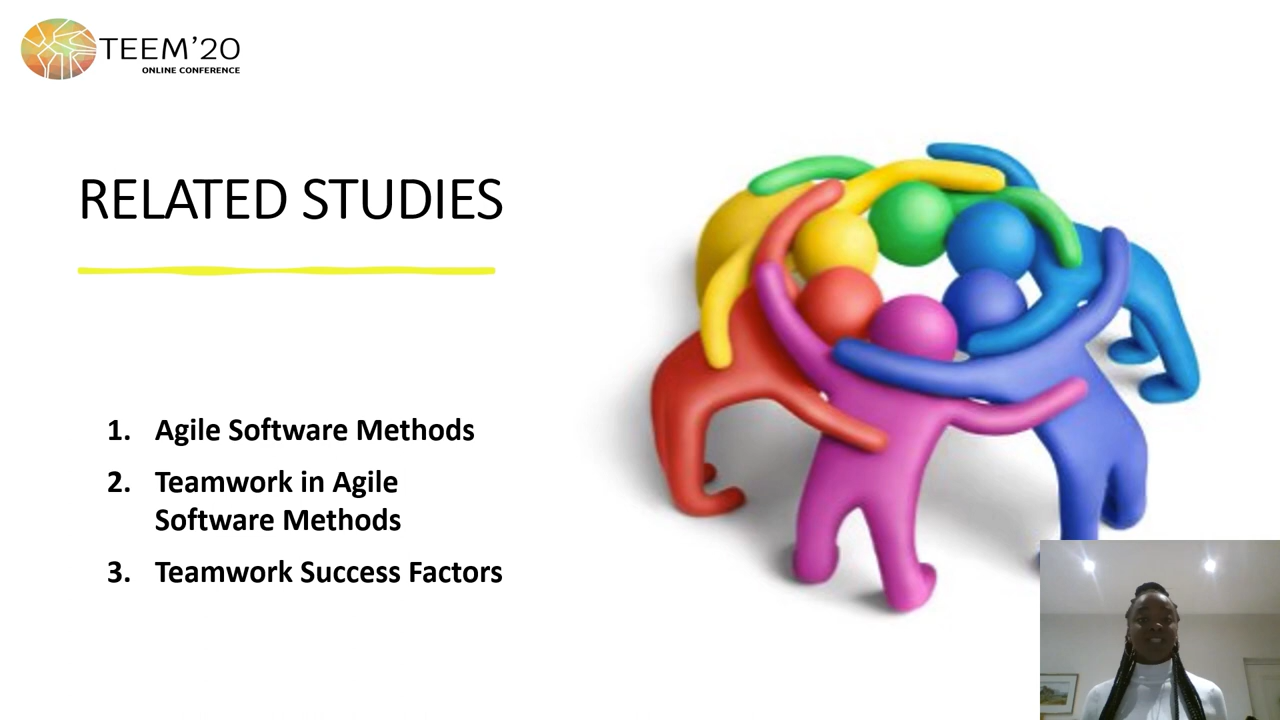 TEEM'20
ONLINE CONFERENCE
RELATED STUDIES
1. Agile Software Methods
2. Teamwork in Agile
Software Methods
3. Teamwork Success Factors